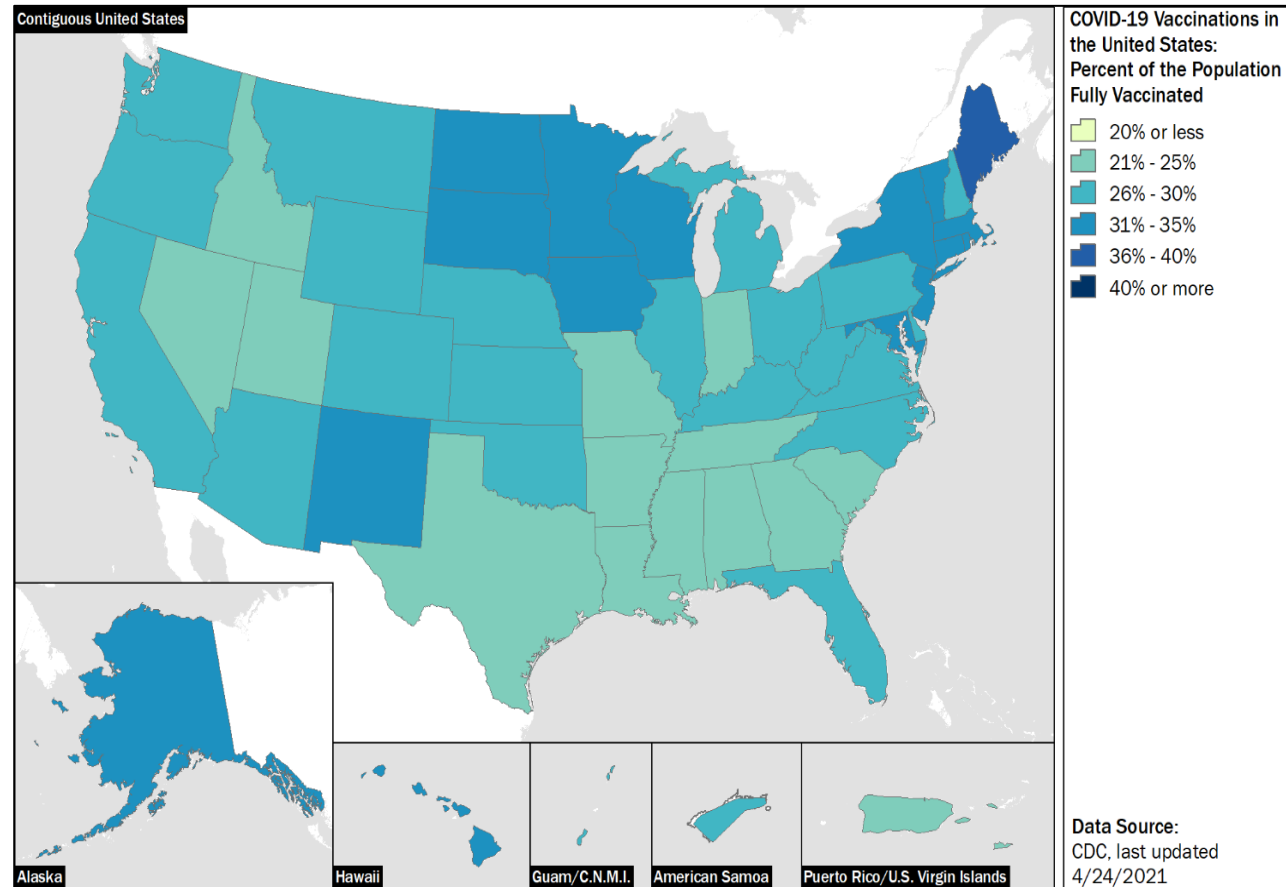 Contiguous United States
COVID-19 Vaccinations in
the United States:
Percent of the Population
Fully Vaccinated
20% or less
21% - 25%
26% - 30%
31% - 35%
36% - 40%
40% or more
Alaska
Hawaii
Guam/C.N.M.I.
American Samoa
Puerto Rico/U.S. Virgin Islands
Data Source:
CDC, last updated
4/24/2021